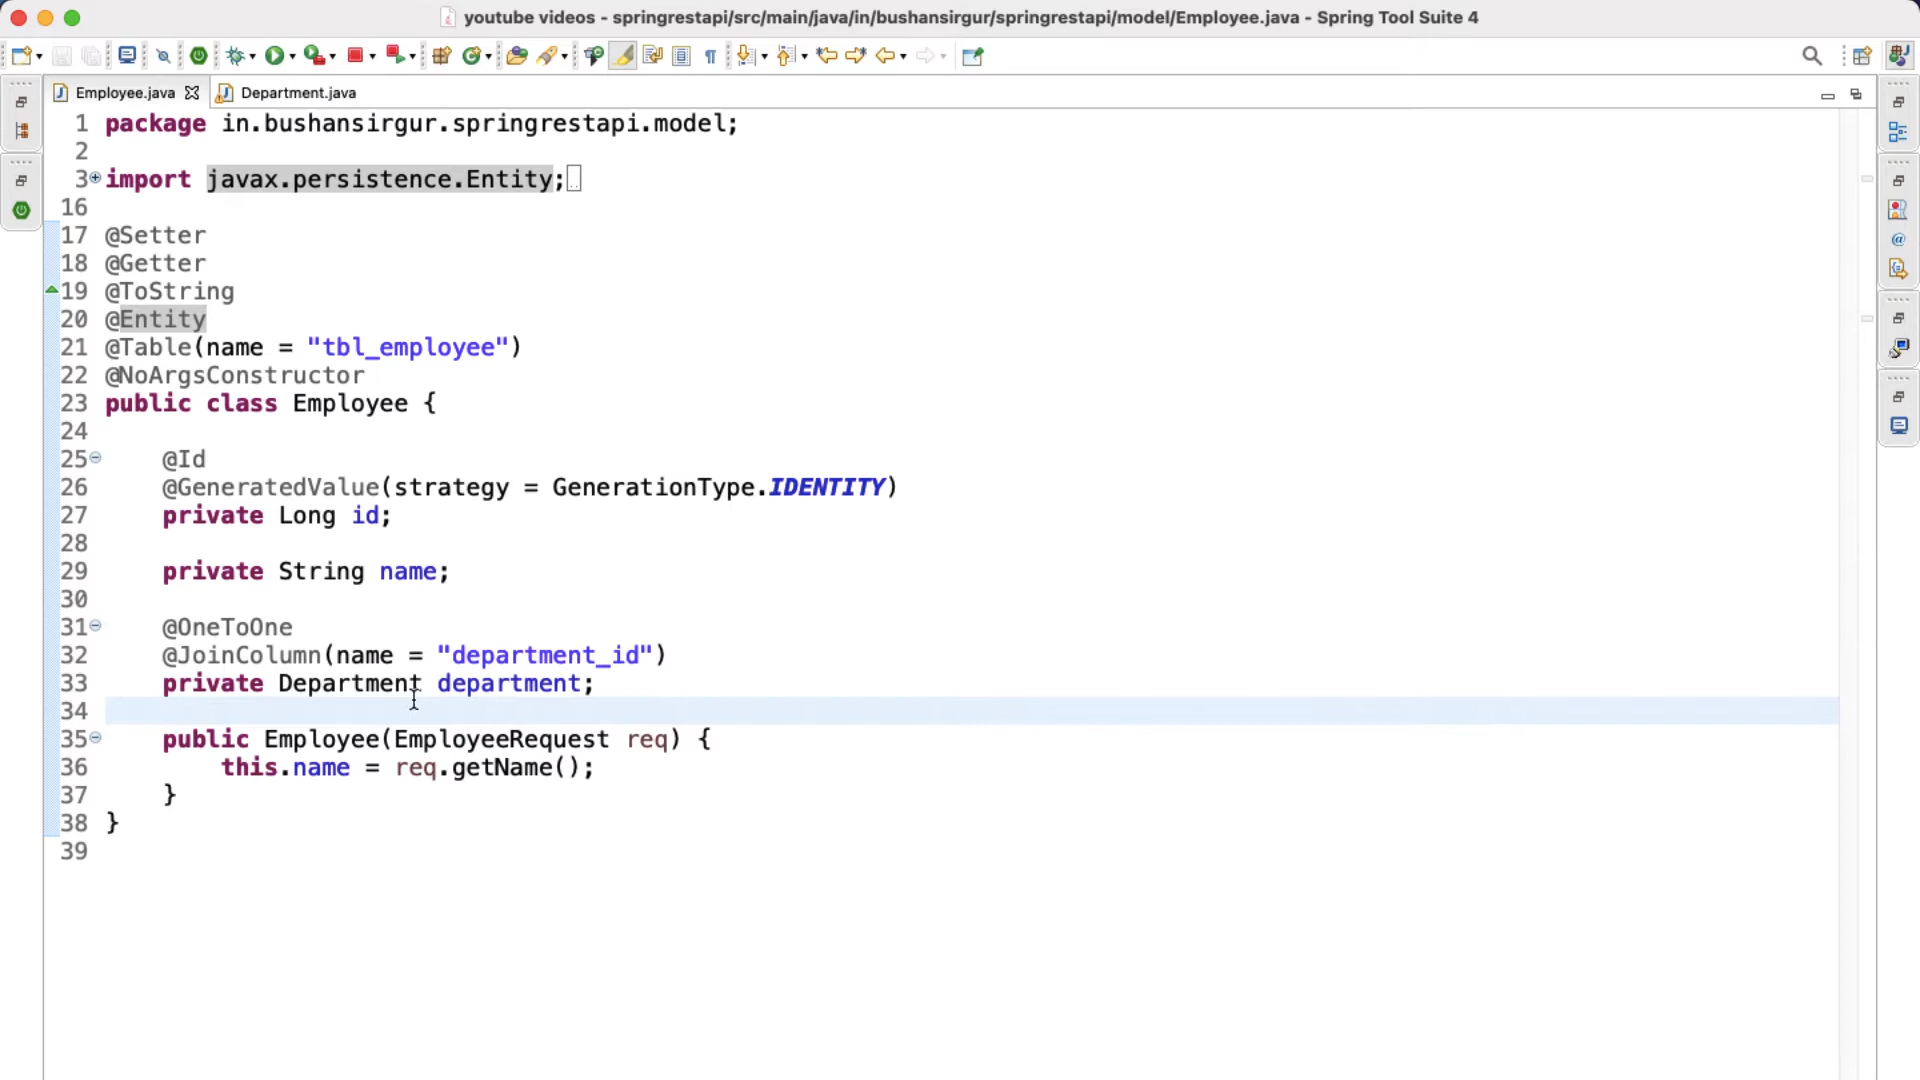 youtube videos - springrestapi/src/main/java/in/bushansirgur/springrestapi/model/Employee.java - Spring Tool Suite 4
Employee.java Department.java
1 package in.bushansirgur.springrestapi.model;
2
3 import javax.persistence.Entity;
16
17 @Setter
18 @Getter
19 @ToString
20 @Entity
21 @Table(name = "tbl_employee")
22 @NoArgsConstructor
23 public class Employee {
24
25 @Id
26 @GeneratedValue(strategy = GenerationType.IDENTITY)
27 private Long id;
28
29 private String name;
30
31 @OneToOne
32 @JoinColumn(name = "department_id")
33 private Department department;
34
35 public Employee(EmployeeRequest req) {
36 this.name = req.getName();
37 }
38 }
39